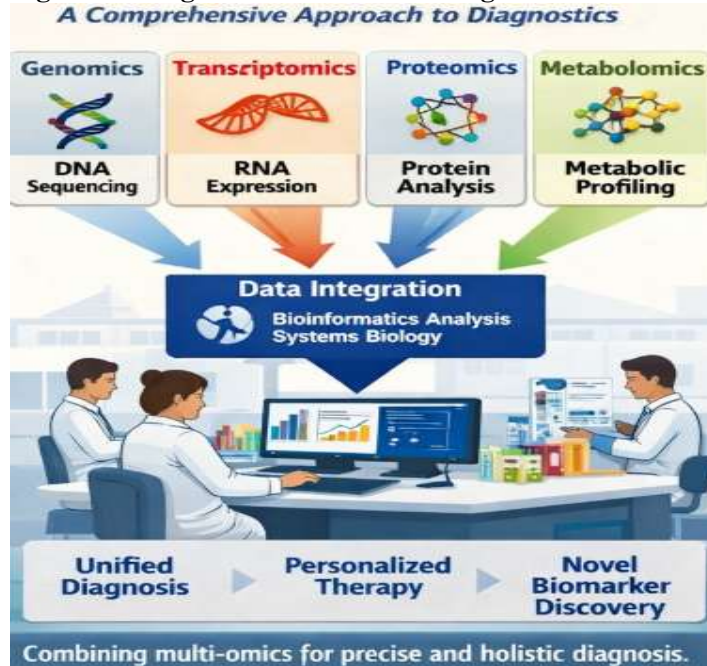 A Comprehensive Approach to Diagnostics
Genomics
DNA
Sequencing
Transcriptomics
RNA
Expression
Proteomics
Protein
Analysis
Metabolomics
Metabolic
Profiling
Data Integration
Bioinformatics Analysis
Systems Biology
Unified
Diagnosis
Personalized
Therapy
Novel
Biomarker
Discovery
Combining multi-omics for precise and holistic diagnosis.